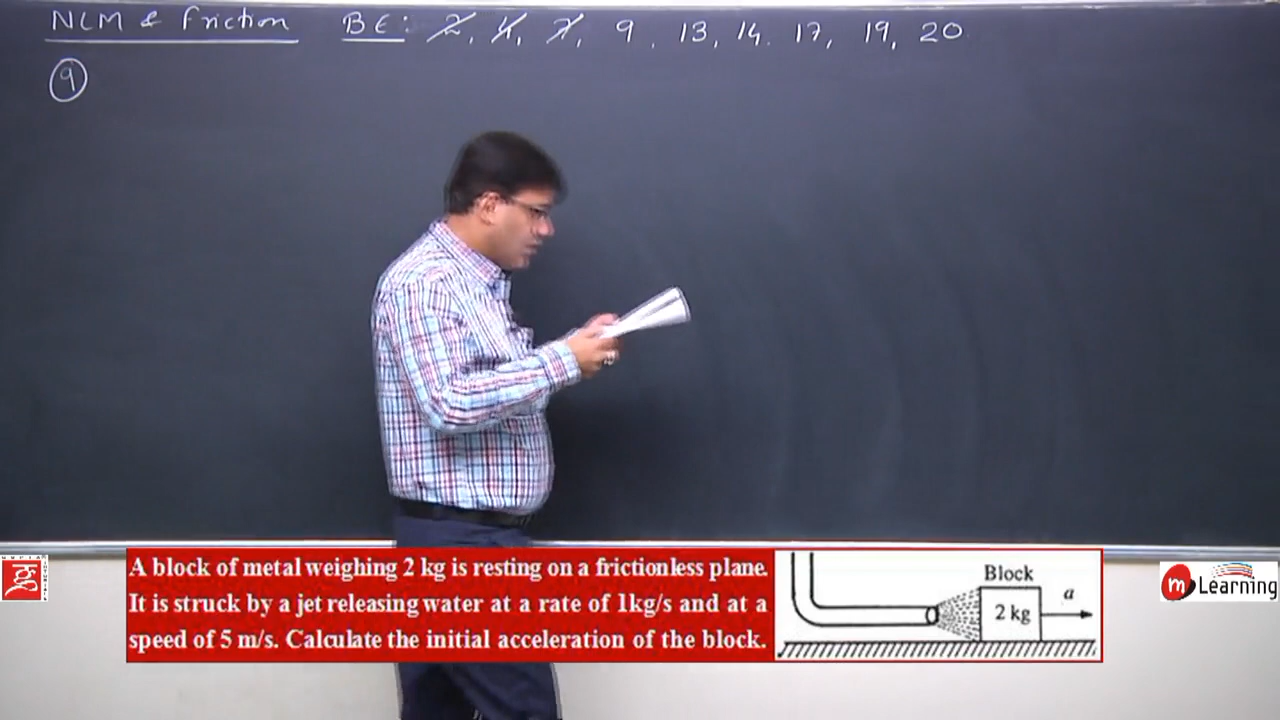 NLM & Friction BE: 2, 4, 7, 9, 13, 14. 17, 19, 20
9
A block of metal weighing 2 kg is resting on a frictionless plane.
It is struck by a jet releasing water at a rate of 1kg/s and at a
speed of 5 m/s. Calculate the initial acceleration of the block.
Block
2 kg
a
m Learning